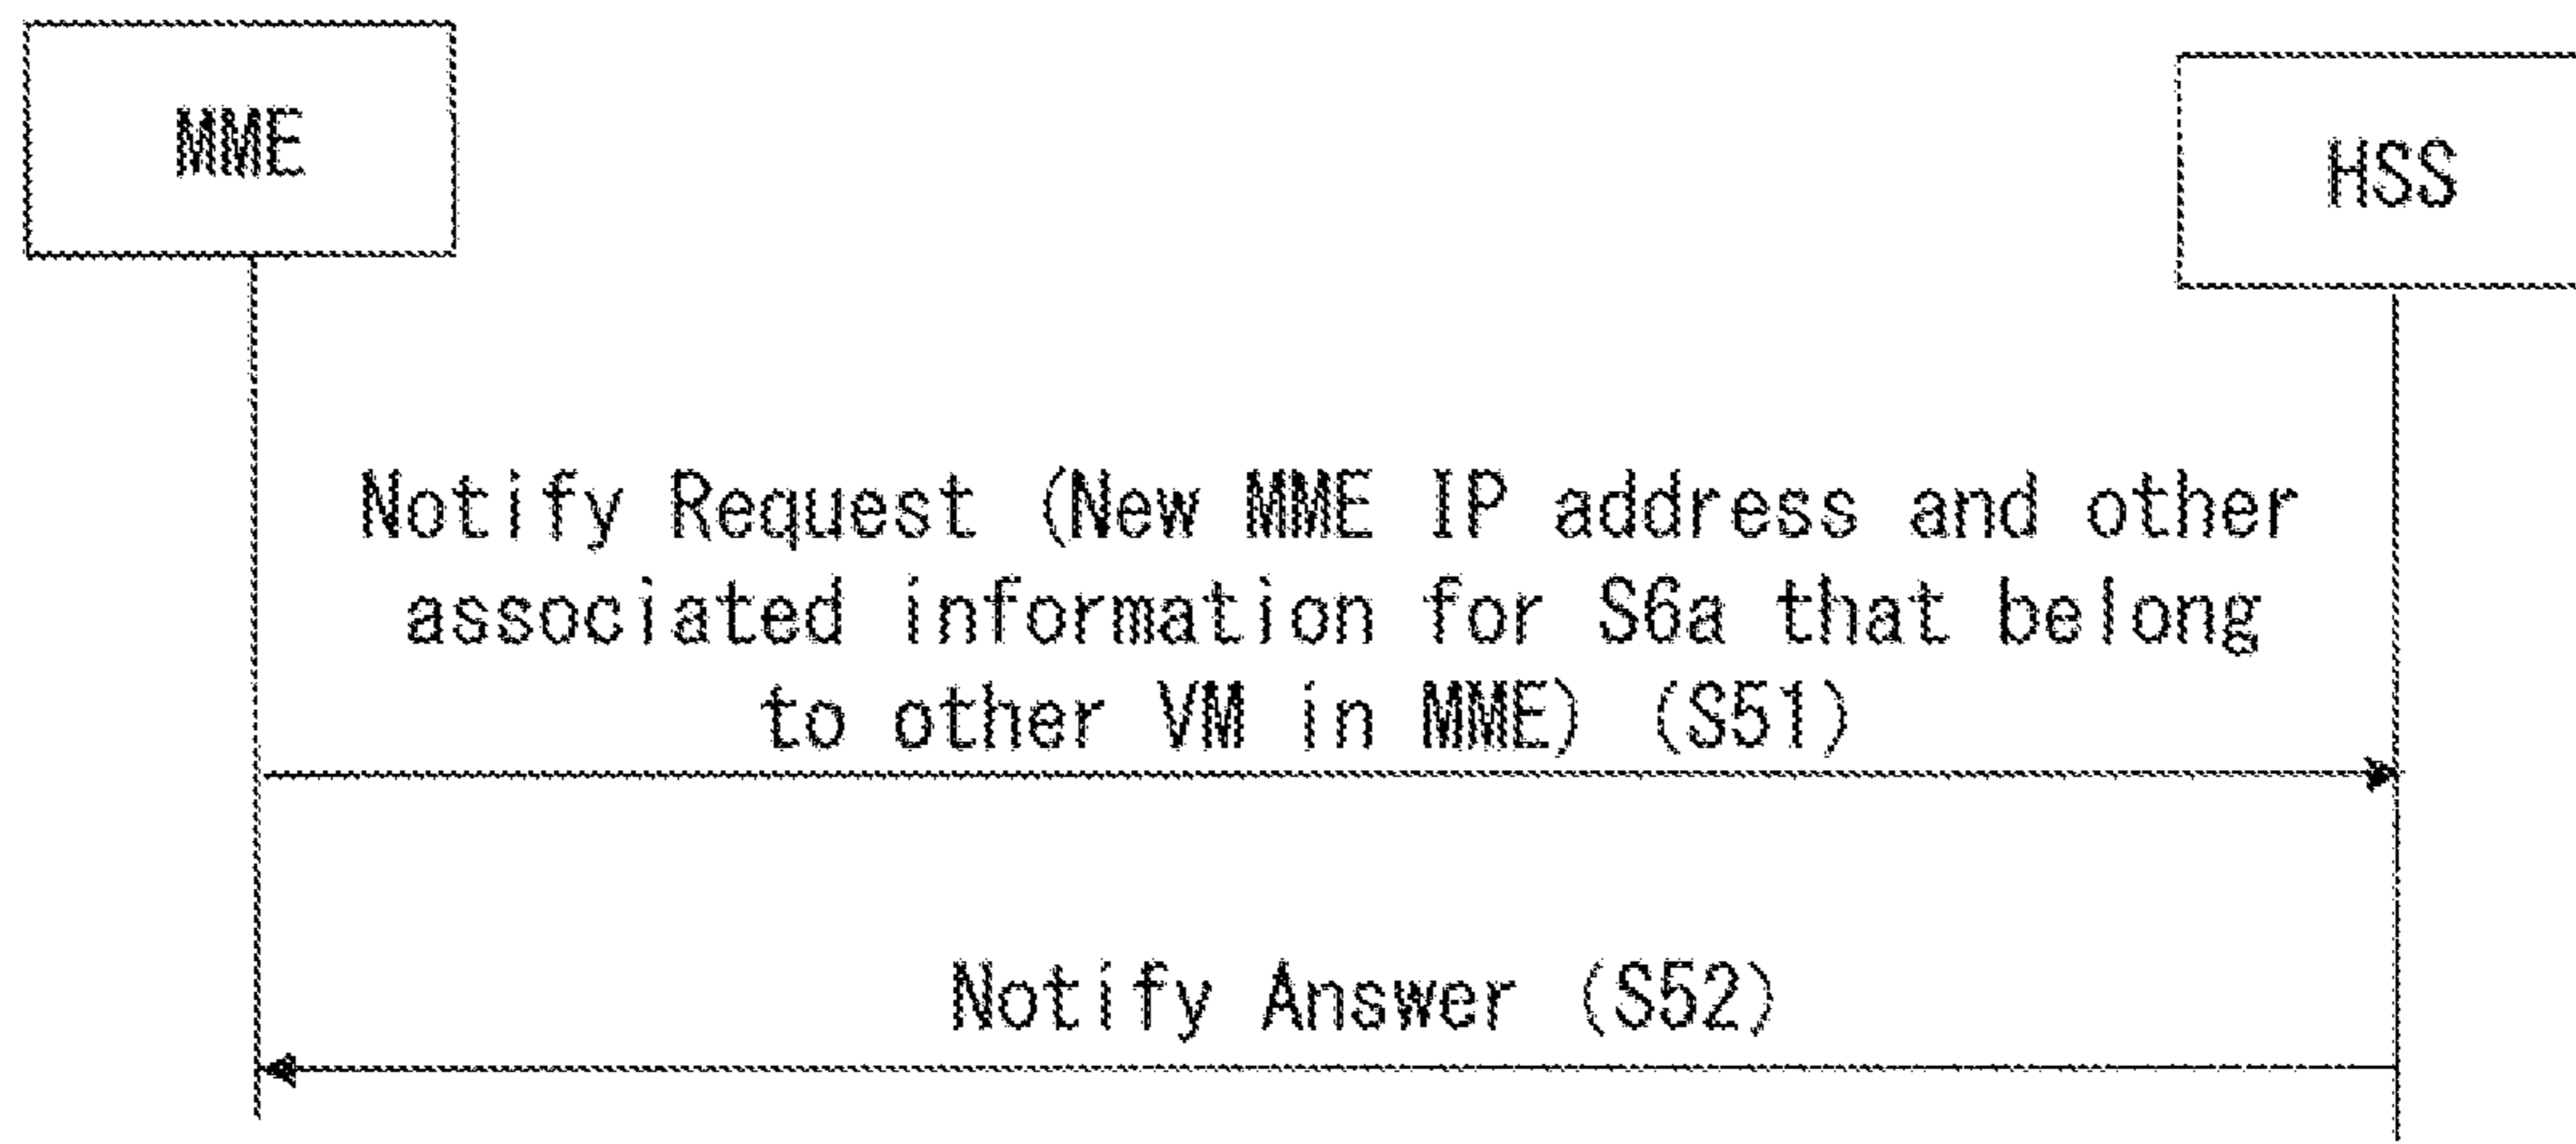 MME
HSS
Notify Request (New MME IP address and other
associated information for S6a that belong
to other VM in MME) (S51)
Notify Answer (S52)